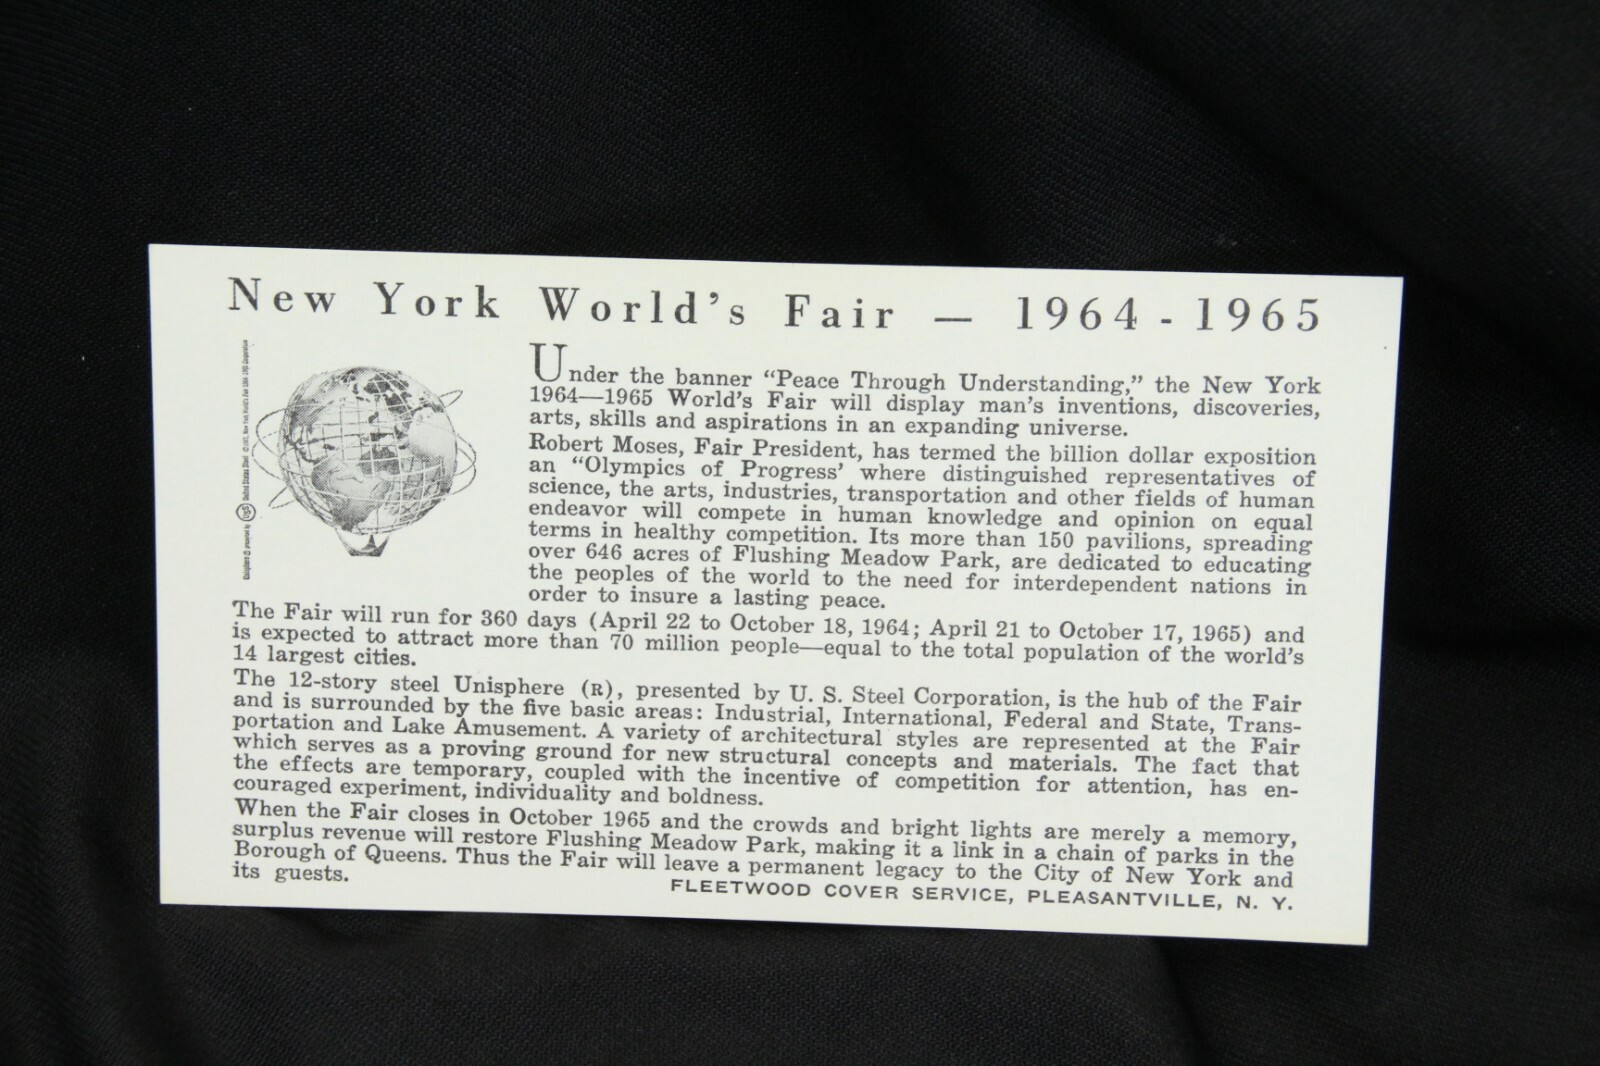 New York World's Fair — 1964 - 1965
Under the banner “Peace Through Understanding,” the New York
1964—1965 World's Fair will display man's inventions, discoveries,
arts, skills and aspirations in an expanding universe.
Robert Moses, Fair President, has termed the billion dollar exposition
an “Olympics of Progress’ where distinguished representatives of
science, the arts, industries, transportation and other fields of human
endeavor will compete in human knowledge and opinion on equal
terms in healthy competition. Its more than 150 pavilions, spreading
over 646 acres of Flushing Meadow Park, are dedicated to educating
the peoples of the world to the need for interdependent nations in
order to insure a lasting peace.
The Fair will run for 360 days (April 22 to October 18, 1964; April 21 to October 17, 1965) and
is expected to attract more than 70 million people—equal to the total population of the world's
14 largest cities.
The 12-story steel Unisphere (R), presented by U. S. Steel Corporation, is the hub of the Fair
and is surrounded by the five basic areas: Industrial, International, Federal and State, Trans-
portation and Lake Amusement. A variety of architectural styles are represented at the Fair
which serves as a proving ground for new structural concepts and materials. The fact that
the effects are temporary, coupled with the incentive of competition for attention, has en-
couraged experiment, individuality and boldness.
When the Fair closes in October 1965 and the crowds and bright lights are merely a memory,
surplus revenue will restore Flushing Meadow Park, making it a link in a chain of parks in the
Borough of Queens. Thus the Fair will leave a permanent legacy to the City of New York and
its guests.
FLEETWOOD COVER SERVICE, PLEASANTVILLE, N. Y.